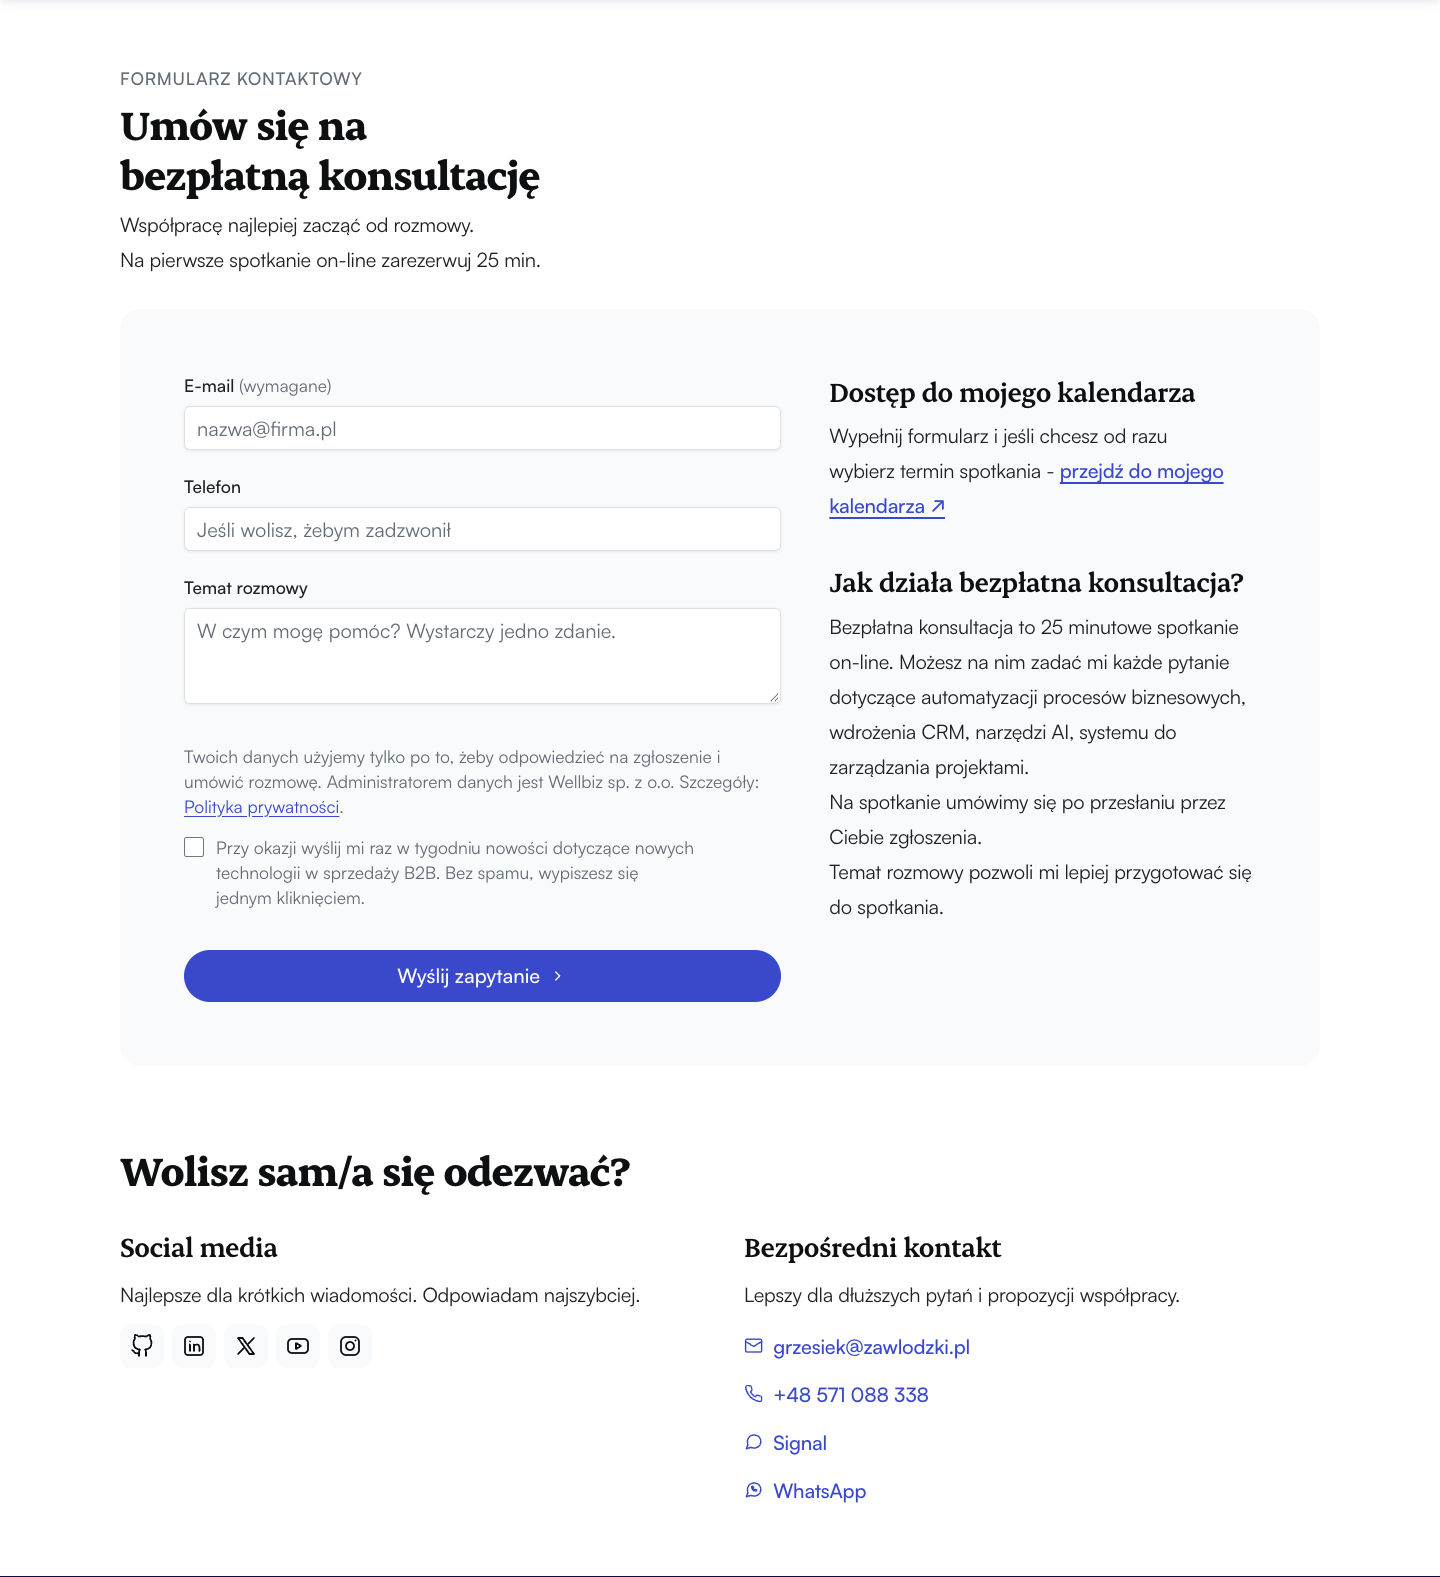 FORMULARZ KONTAKTOWY
Umów się na
bezpłatną konsultację
Współpracę najlepiej zacząć od rozmowy.
Na pierwsze spotkanie on-line zarezerwuj 25 min.
E-mail (wymagane)
nazwa@firma.pl
Telefon
Jeśli wolisz, żebym zadzwonił
Temat rozmowy
W czym mogę pomóc? Wystarczy jedno zdanie.
Twoich danych użyjemy tylko po to, żeby odpowiedzieć na zgłoszenie i
umówić rozmowę. Administratorem danych jest Wellbiz sp. z o.o. Szczegóły:
Polityka prywatności.
Przy okazji wyślij mi raz w tygodniu nowości dotyczące nowych
technologii w sprzedaży B2B. Bez spamu, wypiszesz się
jednym kliknięciem.
Wyślij zapytanie
Dostęp do mojego kalendarza
Wypełnij formularz i jeśli chcesz od razu
wybierz termin spotkania - przejdź do mojego
kalendarza ↗
Jak działa bezpłatna konsultacja?
Bezpłatna konsultacja to 25 minutowe spotkanie
on-line. Możesz na nim zadać mi każde pytanie
dotyczące automatyzacji procesów biznesowych,
wdrożenia CRM, narzędzi AI, systemu do
zarządzania projektami.
Na spotkanie umówimy się po przesłaniu przez
Ciebie zgłoszenia.
Temat rozmowy pozwoli mi lepiej przygotować się
do spotkania.
Wolisz sam/a się odezwać?
Social media
Najlepsze dla krótkich wiadomości. Odpowiadam najszybciej.
Bezpośredni kontakt
Lepszy dla dłuższych pytań i propozycji współpracy.
grzesiek@zawlodzki.pl
+48 571 088 338
Signal
WhatsApp